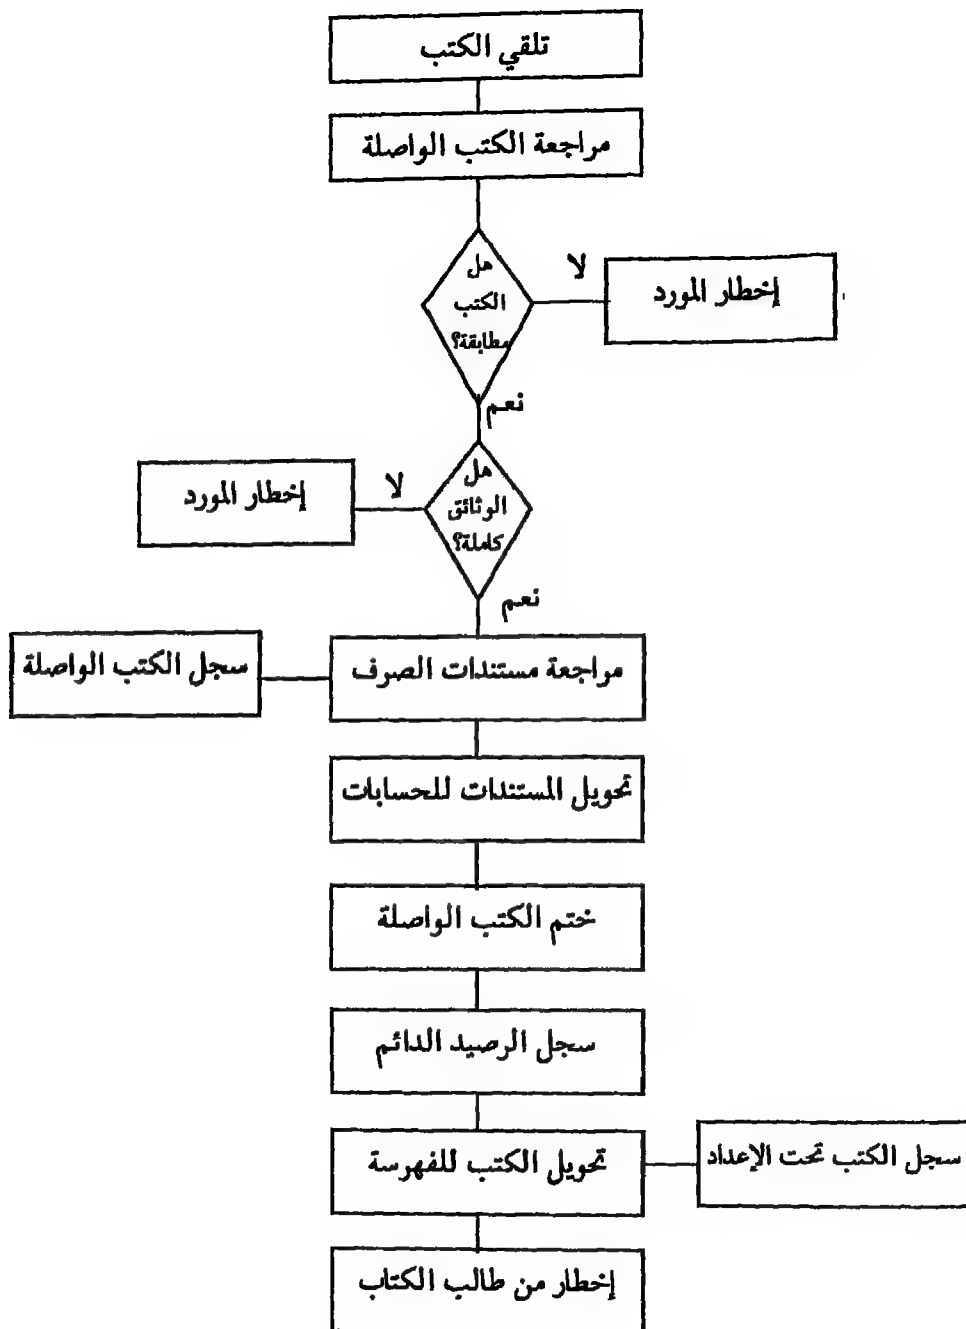 تلقي الكتب
مراجعة الكتب الواصلة
هل
الكتب
مطابقة؟
لا
إخطار المورد
نعم
هل
الوثائق
كاملة؟
لا
إخطار المورد
نعم
مراجعة مستندات الصرف
سجل الكتب الواصلة
تحويل المستندات للحسابات
ختم الكتب الواصلة
سجل الرصيد الدائم
تحويل الكتب للفهرسة
سجل الكتب تحت الإعداد
إخطار من طالب الكتاب